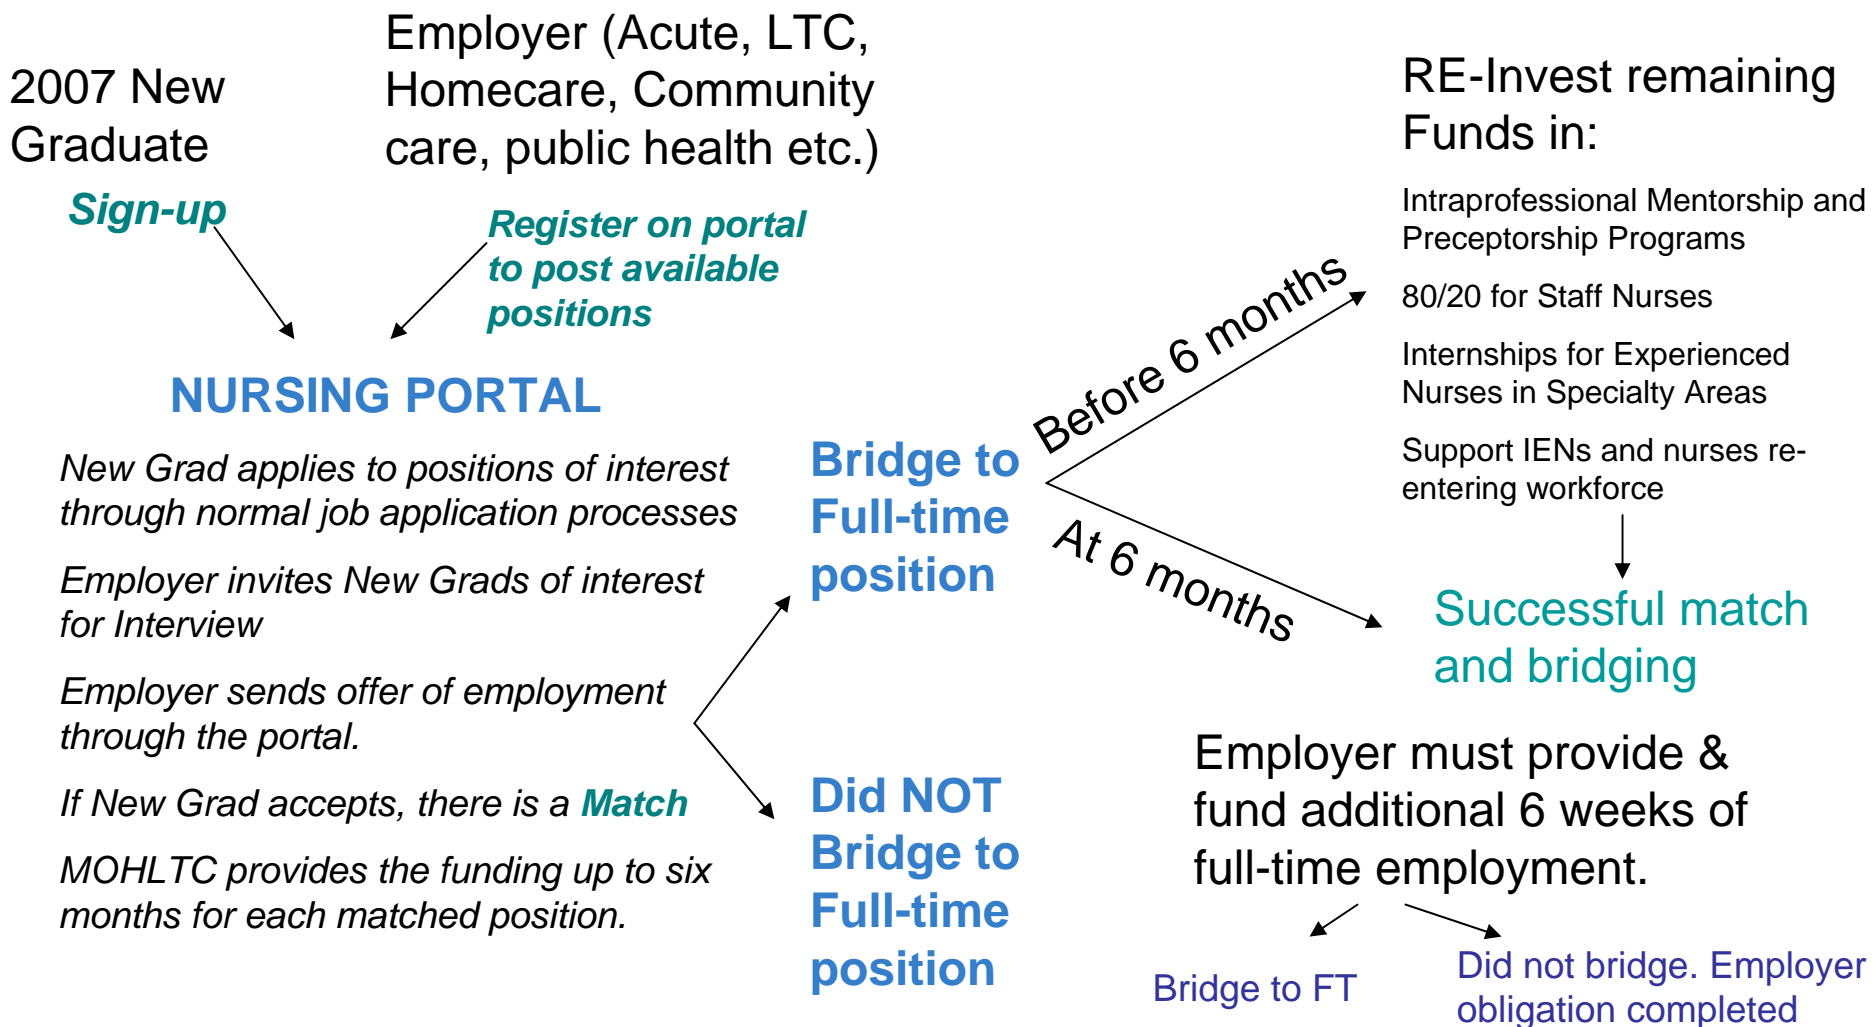 2007 New
Graduate
Sign-up
Employer (Acute, LTC,
Homecare, Community
care, public health etc.)
Register on portal
to post available
positions
NURSING PORTAL
New Grad applies to positions of interest
through normal job application processes
Employer invites New Grads of interest
for Interview
Employer sends offer of employment
through the portal.
If New Grad accepts, there is a Match
MOHLTC provides the funding up to six
months for each matched position.
Bridge to
Full-time
position
Did NOT
Bridge to
Full-time
position
Before 6 months
At 6 months
RE-Invest remaining
Funds in:
Intraprofessional Mentorship and
Preceptorship Programs
80/20 for Staff Nurses
Internships for Experienced
Nurses in Specialty Areas
Support IENs and nurses re-
entering workforce
Successful match
and bridging
Employer must provide &
fund additional 6 weeks of
full-time employment.
Bridge to FT
Did not bridge. Employer
obligation completed